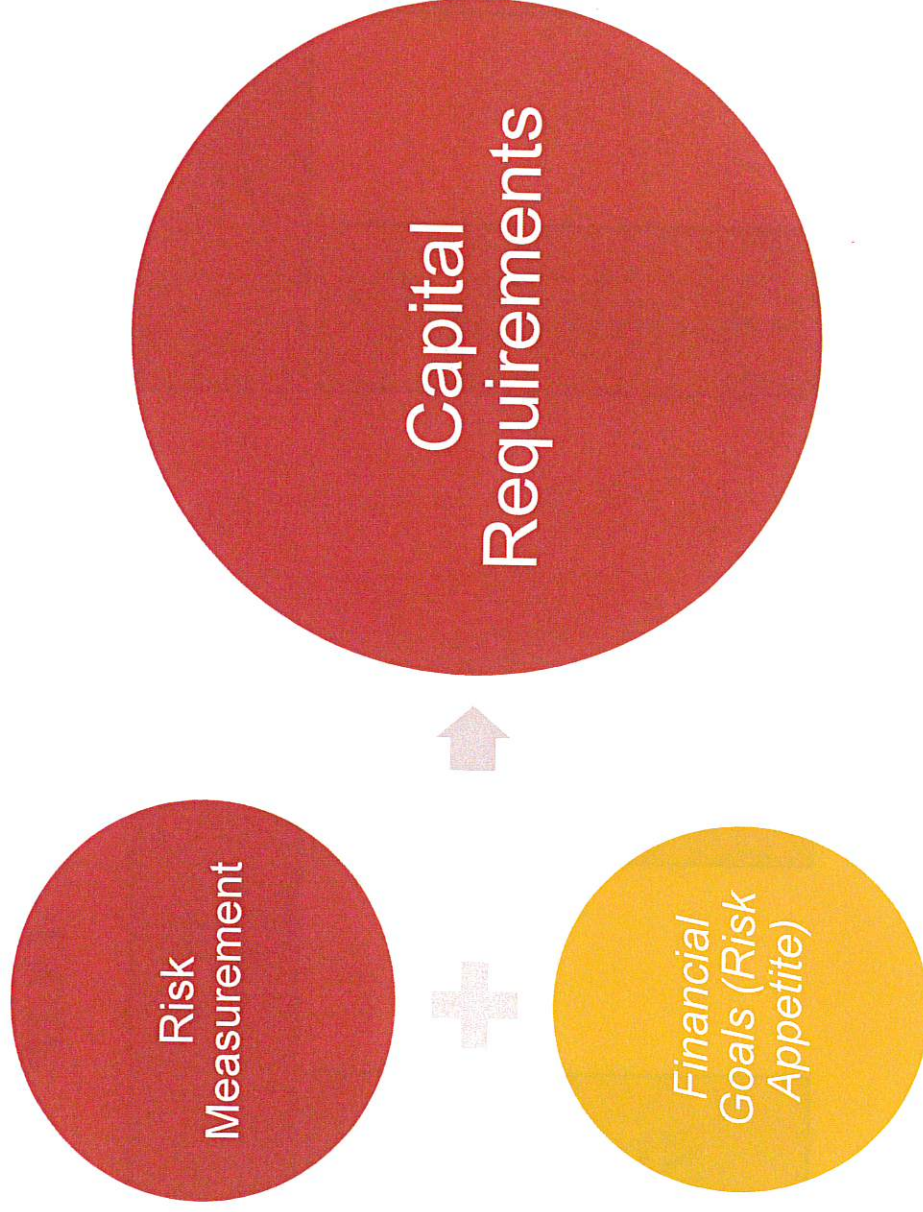 Risk
Measurement
Financial
Goals (Risk
Appetite)
Capital
Requirements